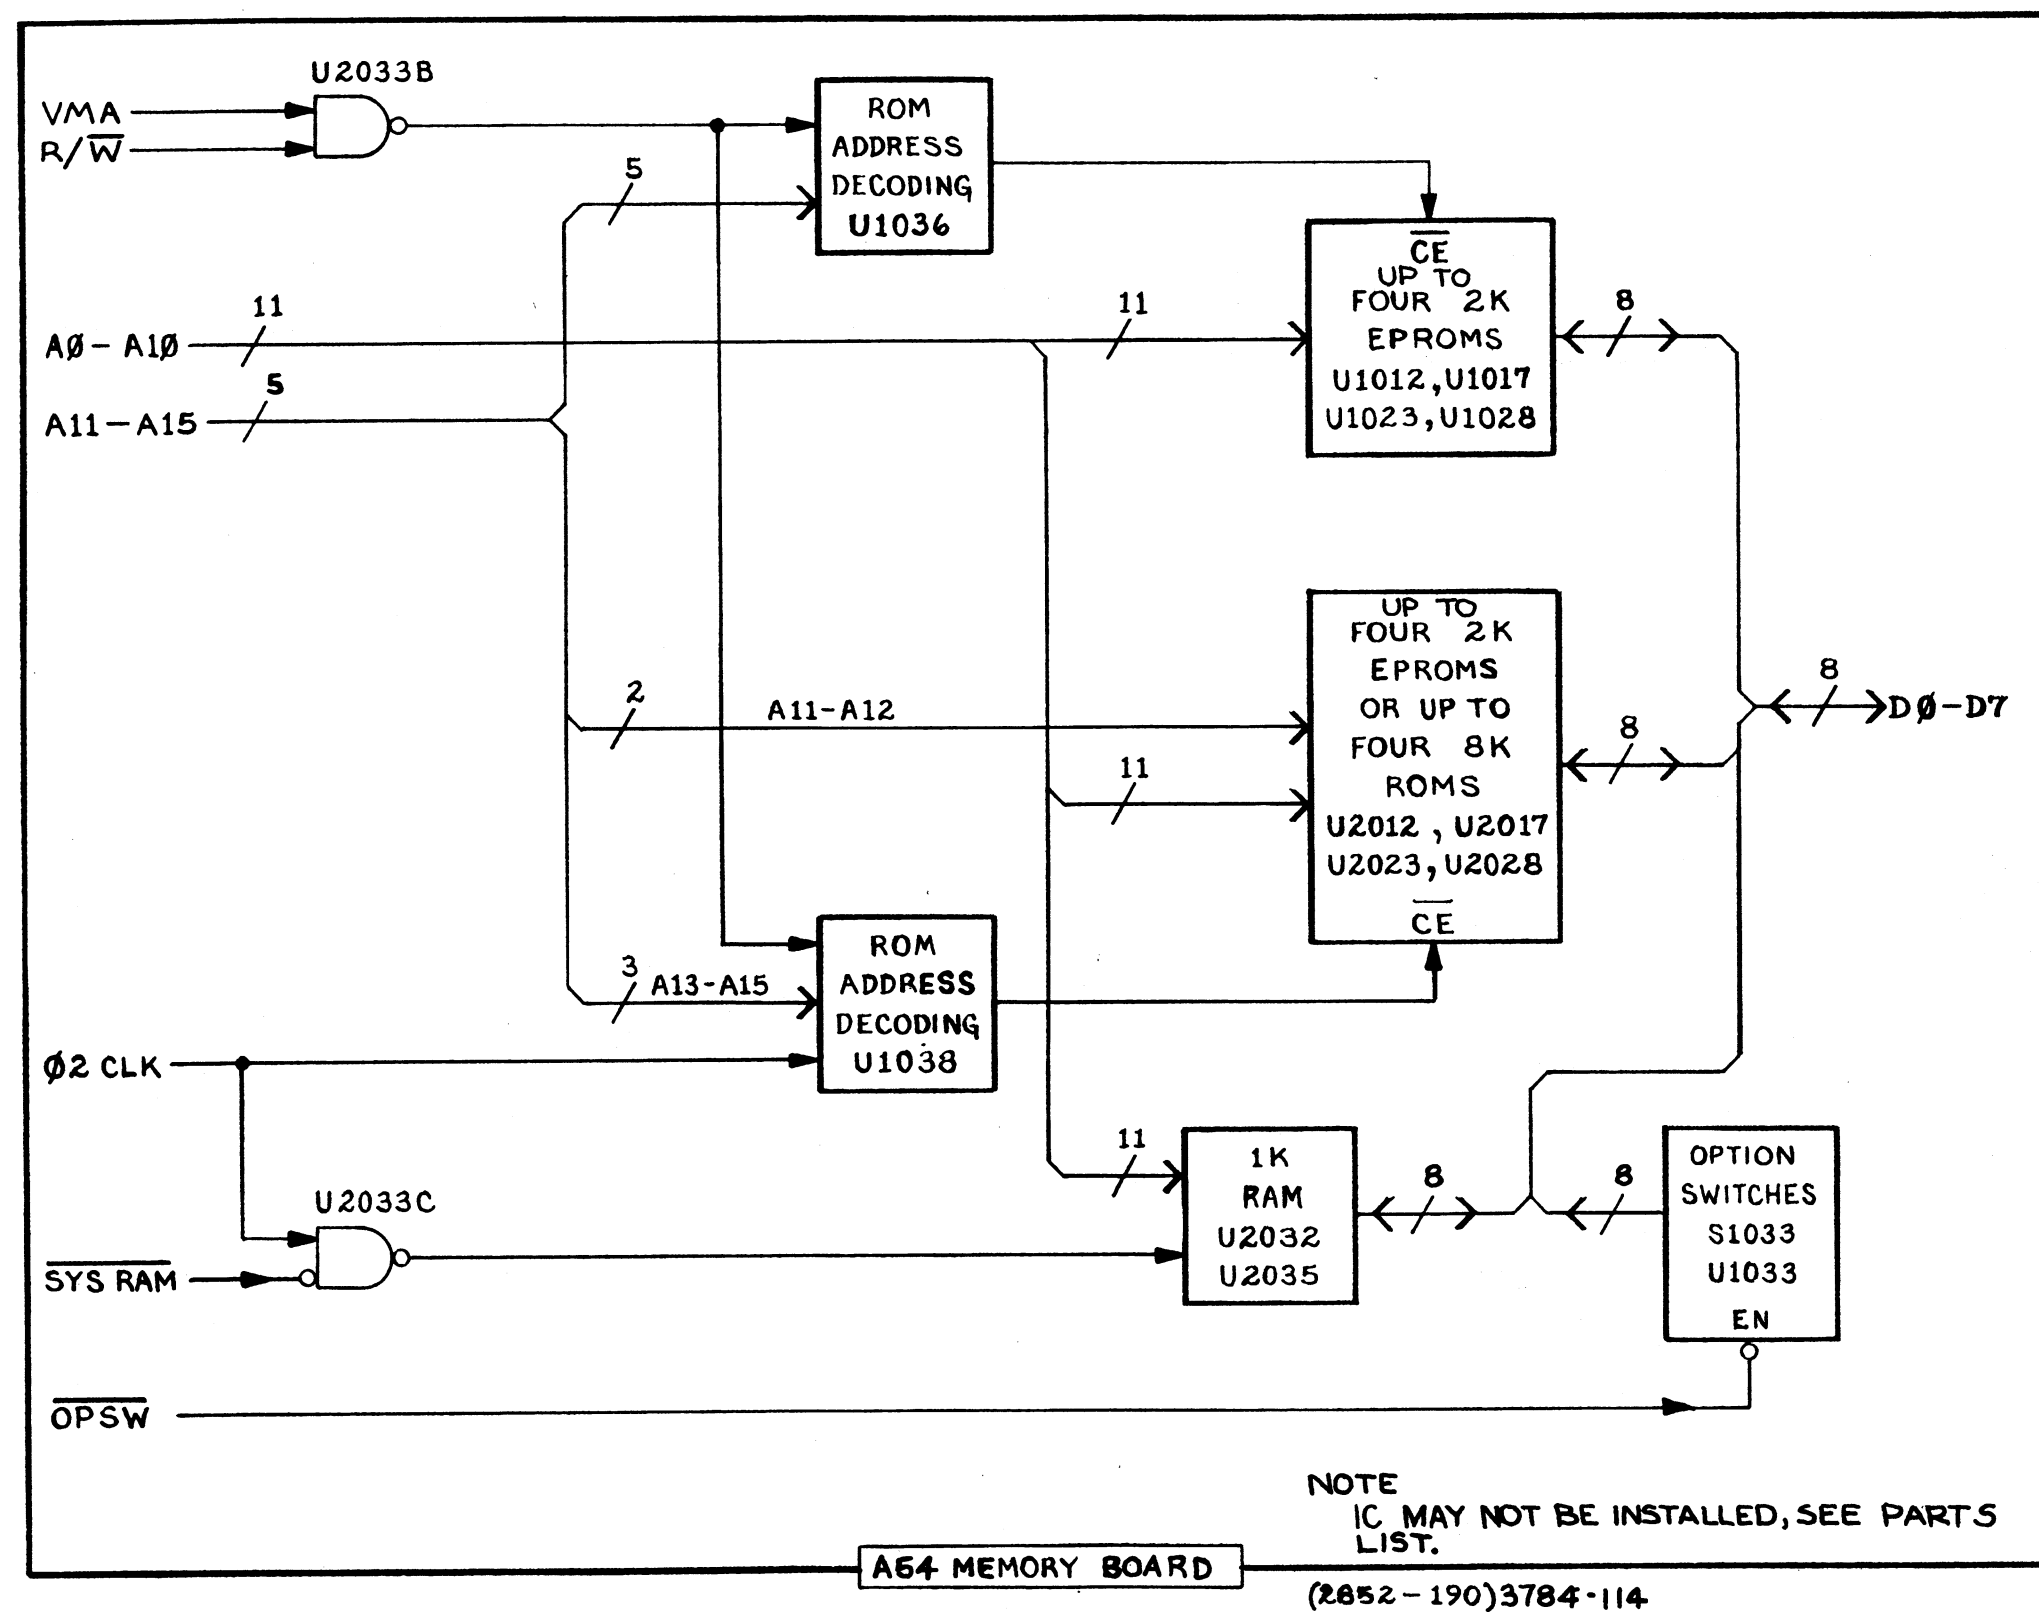 U2033B
VMA
R/W̅
5
ROM
ADDRESS
DECODING
U1036
CE
UP TO
FOUR 2K
EPROMS
U1012, U1017
U1023, U1028
11
A0 - A10
11
8
5
A11 - A15
UP TO
FOUR 2K
EPROMS
OR UP TO
FOUR 8K
ROMS
U2012, U2017
U2023, U2028
CE
2
A11-A12
11
8
8
DØ-D7
3
A13-A15
ROM
ADDRESS
DECODING
U1038
Ø2 CLK
U2033C
SYS RAM
11
1K
RAM
U2032
U2035
8
8
OPTION
SWITCHES
S1033
U1033
EN
OPSW
NOTE
IC MAY NOT BE INSTALLED, SEE PARTS
LIST.
A54 MEMORY BOARD
(2852-190)3784-114